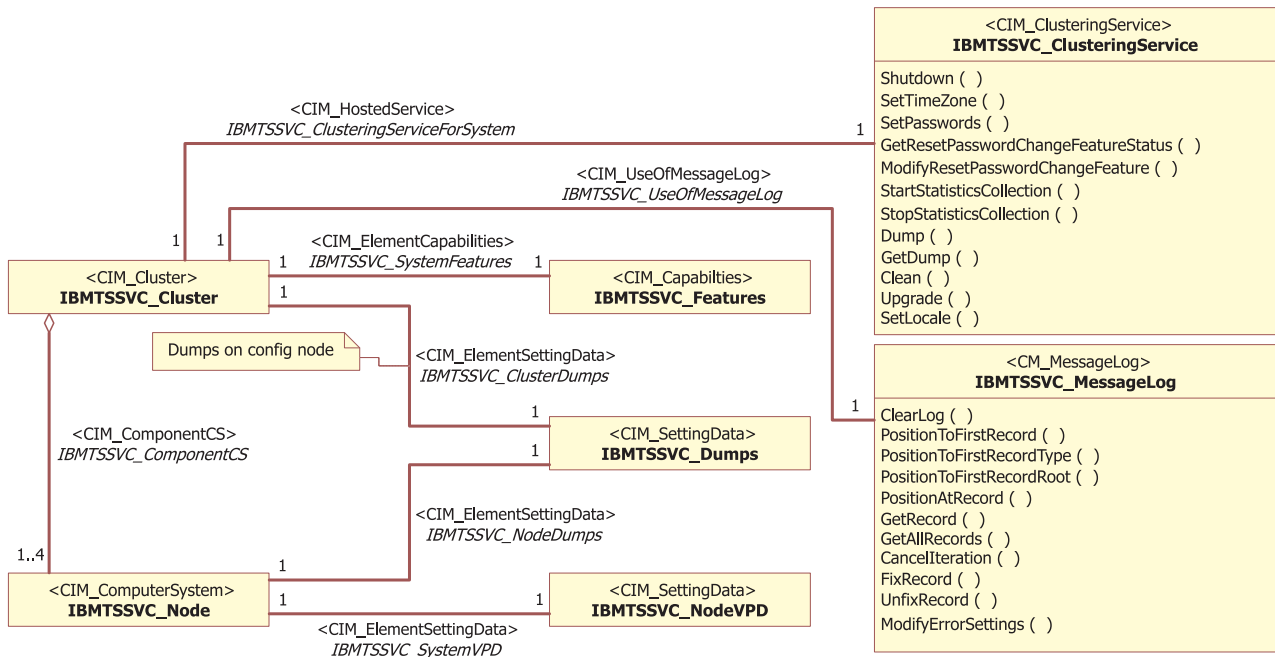 <CIM_ClusteringService>
IBMTSSVC_ClusteringService
Shutdown ( )
SetTimeZone ( )
SetPasswords ( )
GetResetPasswordChangeFeatureStatus ( )
ModifyResetPasswordChangeFeature ( )
StartStatisticsCollection ( )
StopStatisticsCollection ( )
Dump ( )
GetDump ( )
Clean ( )
Upgrade ( )
SetLocale ( )
<CIM_HostedService>
IBMTSSVC_ClusteringServiceForSystem
1
<CIM_UseOfMessageLog>
IBMTSSVC_UseOfMessageLog
1
1
<CIM_ElementCapabilities>
IBMTSSVC_SystemFeatures
1
1
<CIM_Cluster>
IBMTSSVC_Cluster
<CIM_Capabilties>
IBMTSSVC_Features
1
Dumps on config node
<CIM_ElementSettingData>
IBMTSSVC_ClusterDumps
1
<CM_MessageLog>
IBMTSSVC_MessageLog
1
ClearLog ( )
PositionToFirstRecord ( )
PositionToFirstRecordType ( )
PositionToFirstRecordRoot ( )
PositionAtRecord ( )
GetRecord ( )
GetAllRecords ( )
CancelIteration ( )
FixRecord ( )
UnfixRecord ( )
ModifyErrorSettings ( )
<CIM_ComponentCS>
IBMTSSVC_ComponentCS
<CIM_SettingData>
IBMTSSVC_Dumps
1
<CIM_ElementSettingData>
IBMTSSVC_NodeDumps
1..4
1
<CIM_ComputerSystem>
IBMTSSVC_Node
1
1
<CIM_SettingData>
IBMTSSVC_NodeVPD
<CIM_ElementSettingData>
IBMTSSVC_SystemVPD